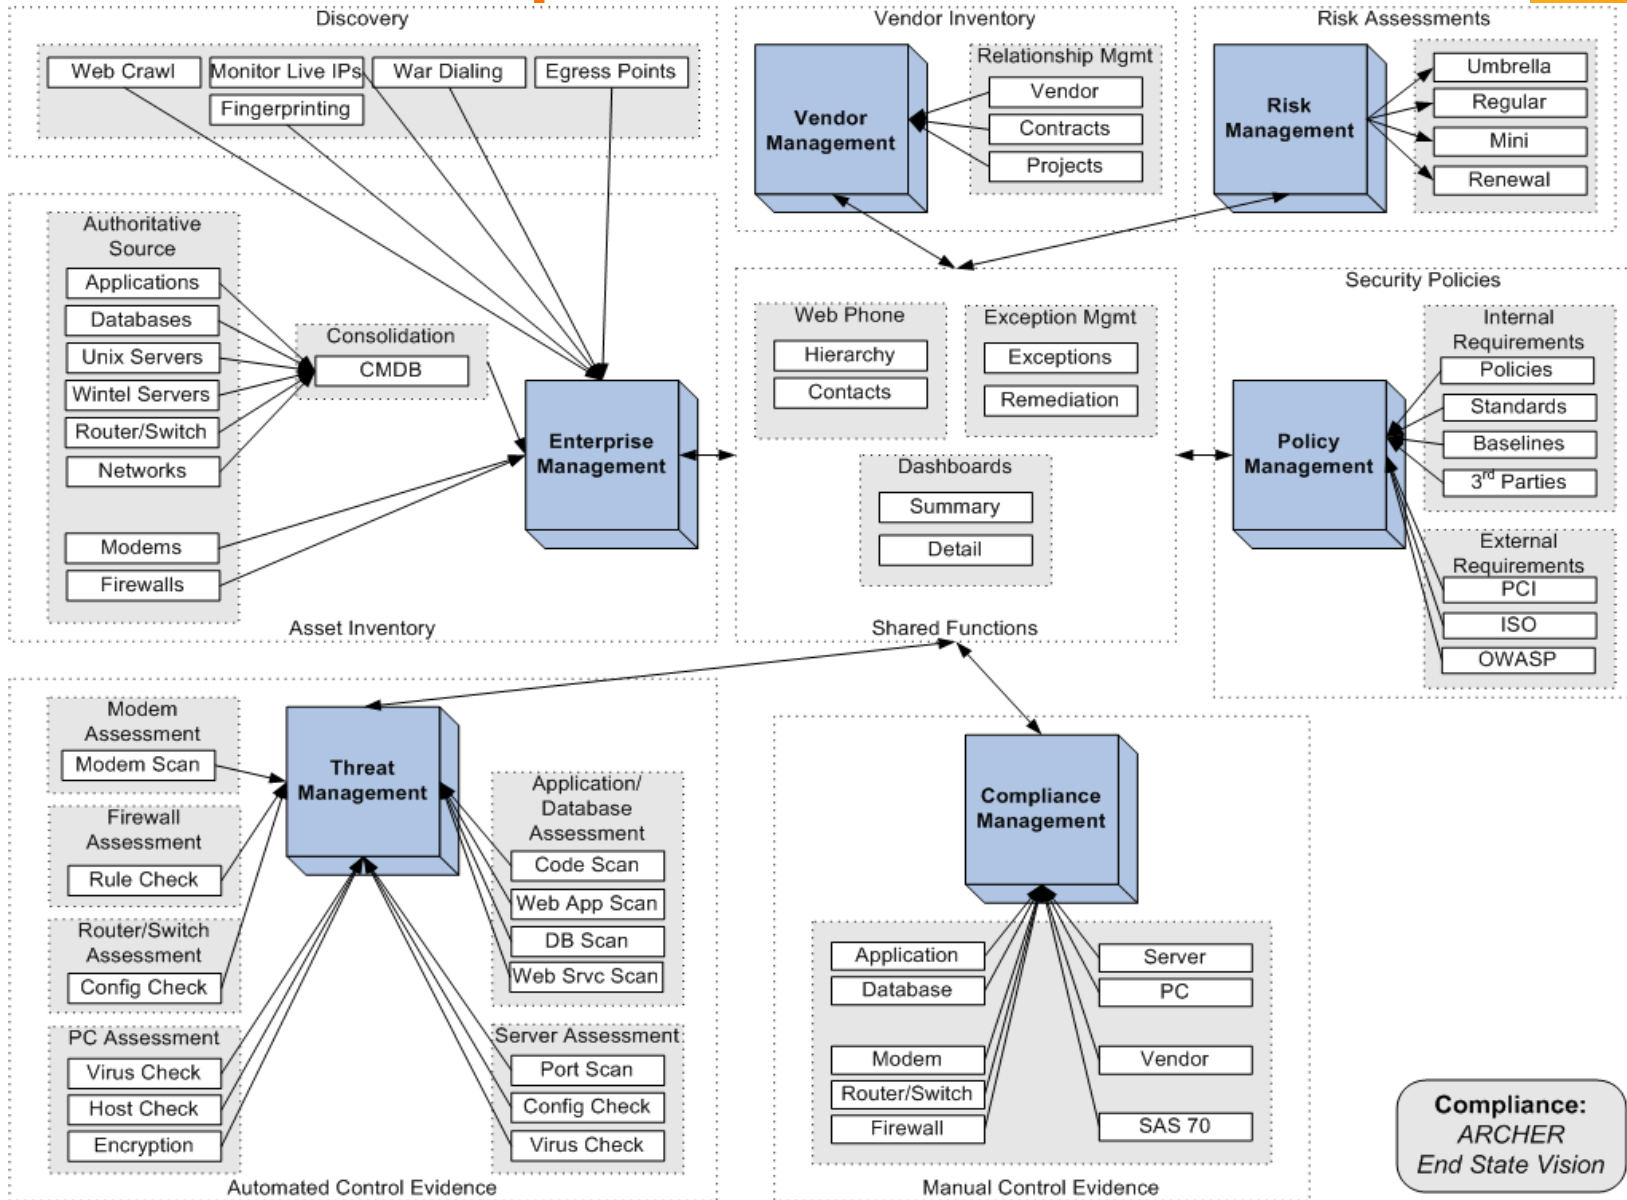 Discovery
Web Crawl
Monitor Live IPs
War Dialing
Egress Points
Fingerprinting
Vendor Inventory
Vendor
Management
Relationship Mgmt
Vendor
Contracts
Projects
Risk Assessments
Risk
Management
Umbrella
Regular
Mini
Renewal
Authoritative
Source
Applications
Databases
Unix Servers
Wintel Servers
Router/Switch
Networks
Modems
Firewalls
Consolidation
CMDB
Enterprise
Management
Asset Inventory
Web Phone
Hierarchy
Contacts
Exception Mgmt
Exceptions
Remediation
Dashboards
Summary
Detail
Shared Functions
Security Policies
Policy
Management
Internal
Requirements
Policies
Standards
Baselines
3rd Parties
External
Requirements
PCI
ISO
OWASP
Modem
Assessment
Modem Scan
Firewall
Assessment
Rule Check
Router/Switch
Assessment
Config Check
PC Assessment
Virus Check
Host Check
Encryption
Threat
Management
Application/
Database
Assessment
Code Scan
Web App Scan
DB Scan
Web Srvc Scan
Server Assessment
Port Scan
Config Check
Virus Check
Automated Control Evidence
Compliance
Management
Application
Database
Modem
Router/Switch
Firewall
Server
PC
Vendor
SAS 70
Manual Control Evidence
Compliance:
ARCHER
End State Vision